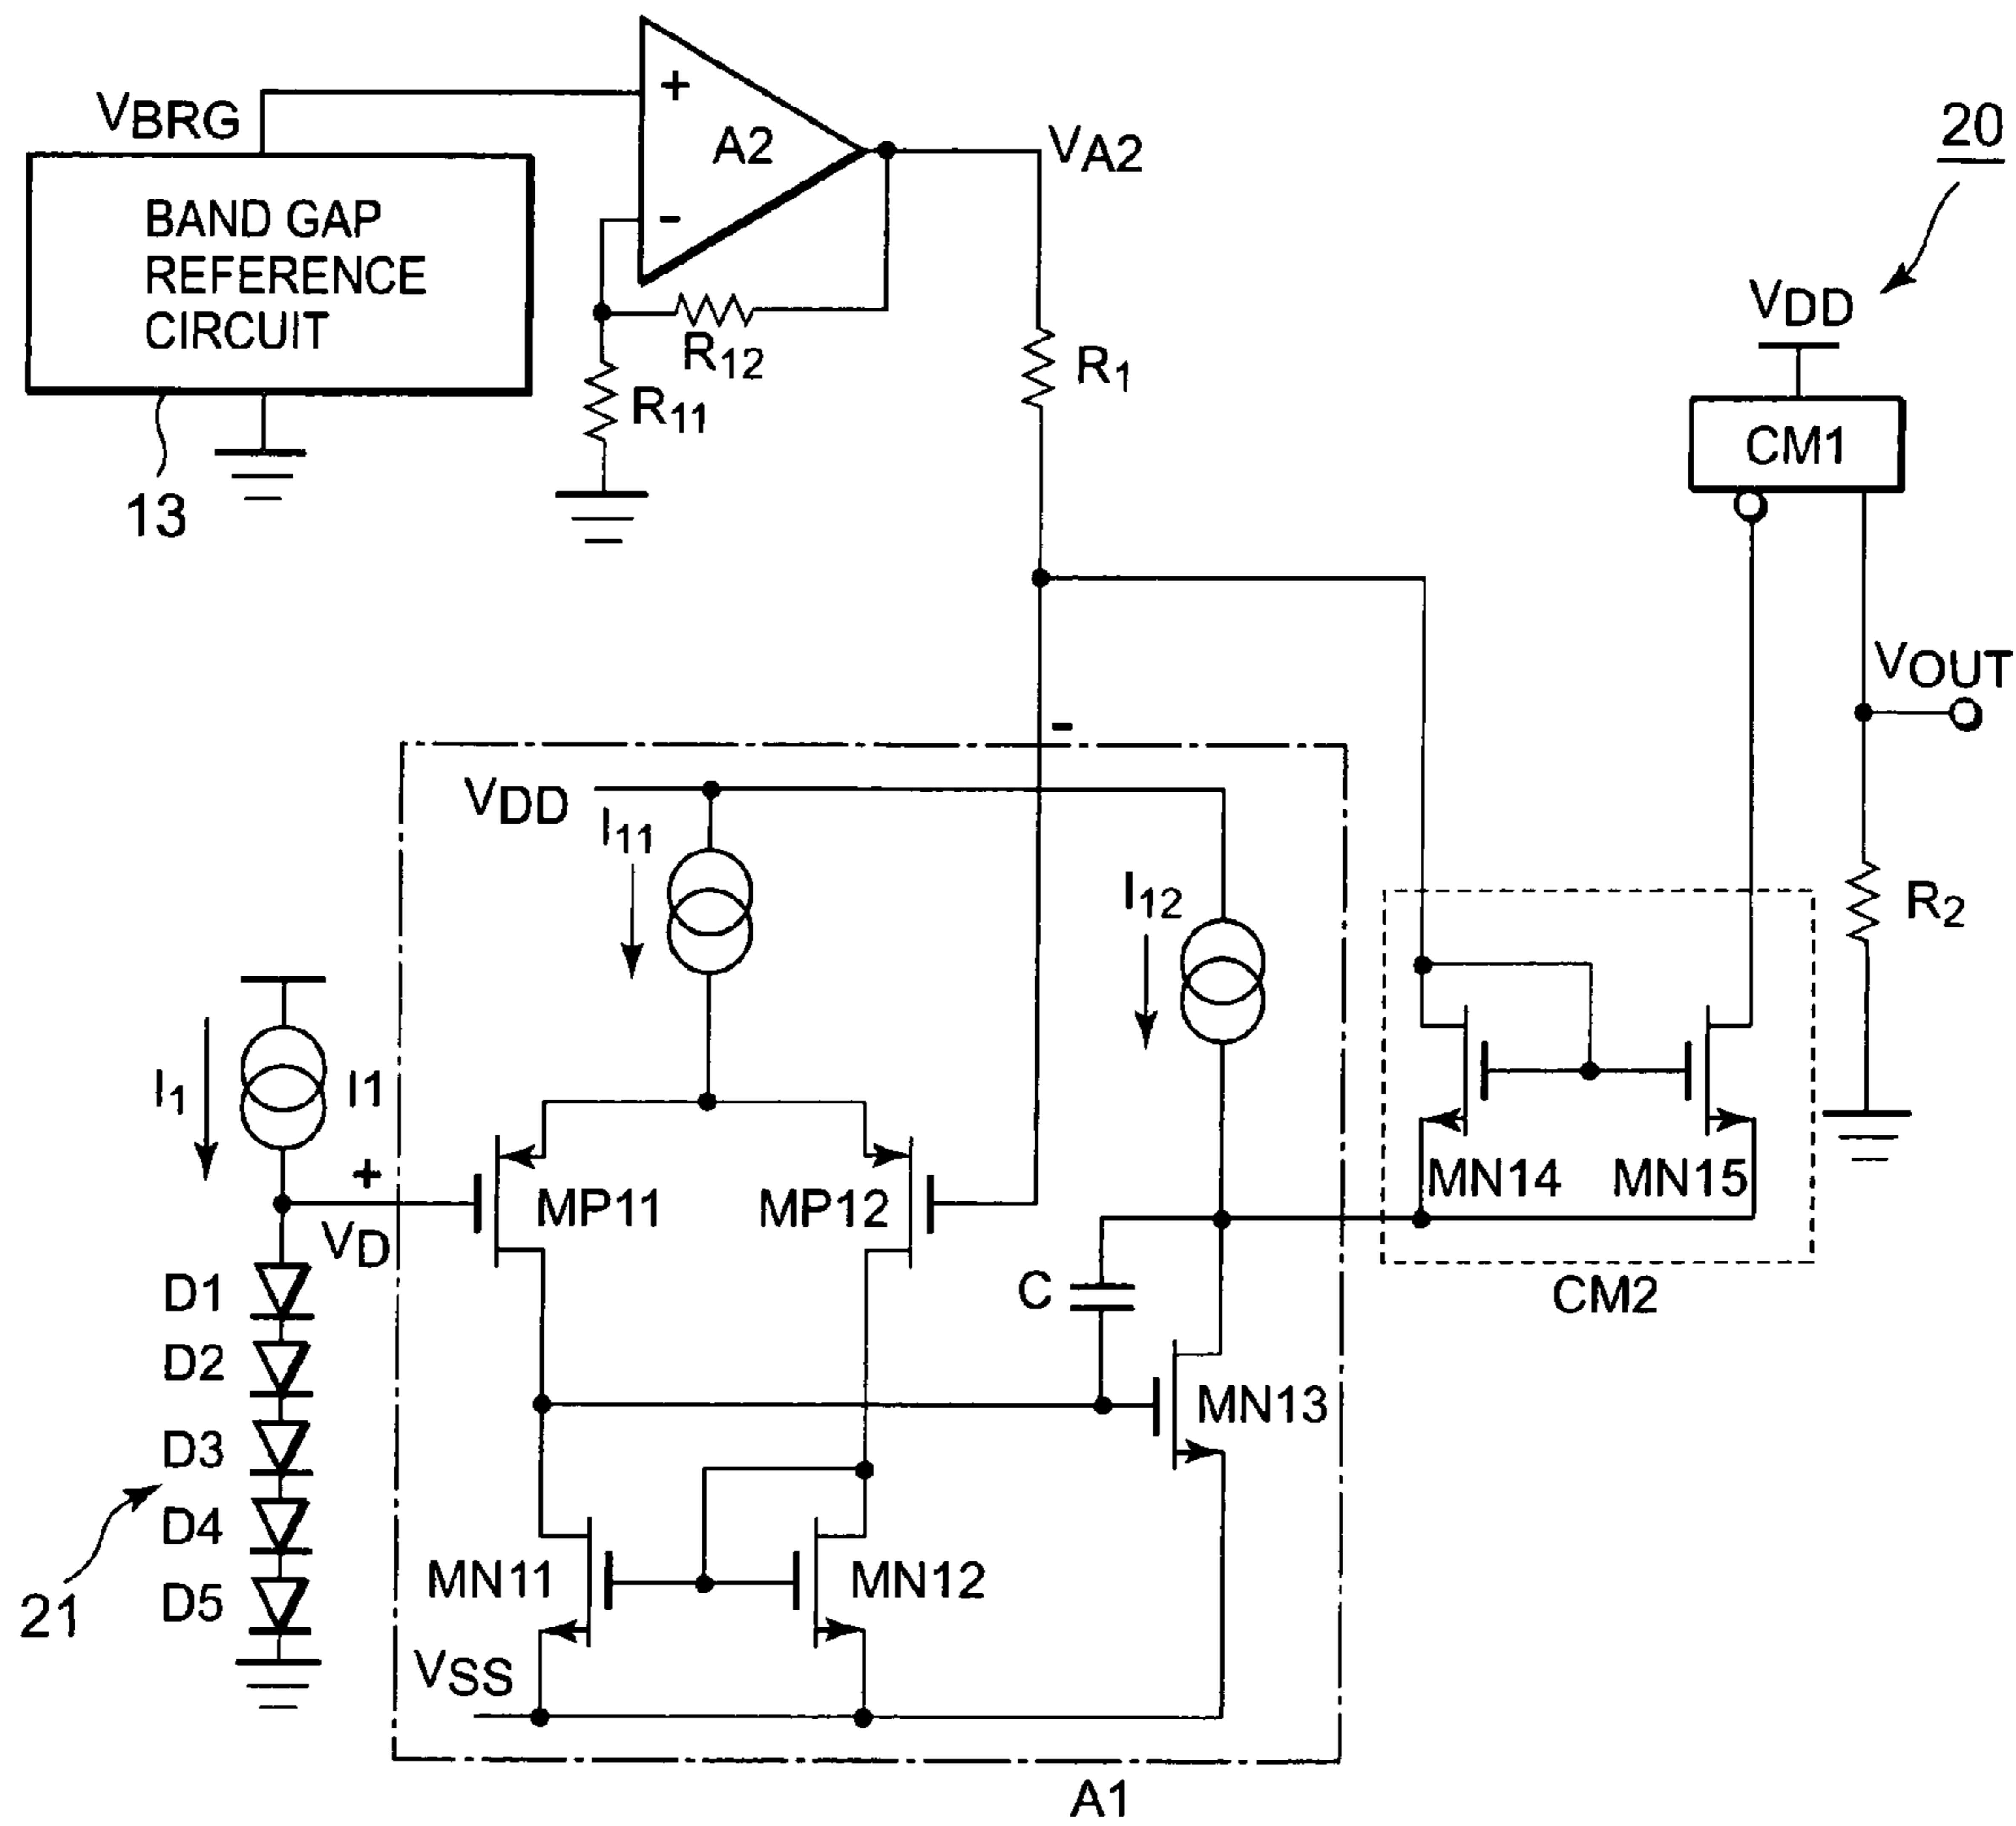 VBRG
+
A2
-
VA2
20
BAND GAP
REFERENCE
CIRCUIT
13
R12
R11
R1
VDD
CM1
VOUT
-
VDD
I11
I12
R2
I1
I1
+
VD
MP11
MP12
MN14
MN15
CM2
D1
D2
D3
D4
D5
21
C
MN13
MN11
MN12
VSS
A1